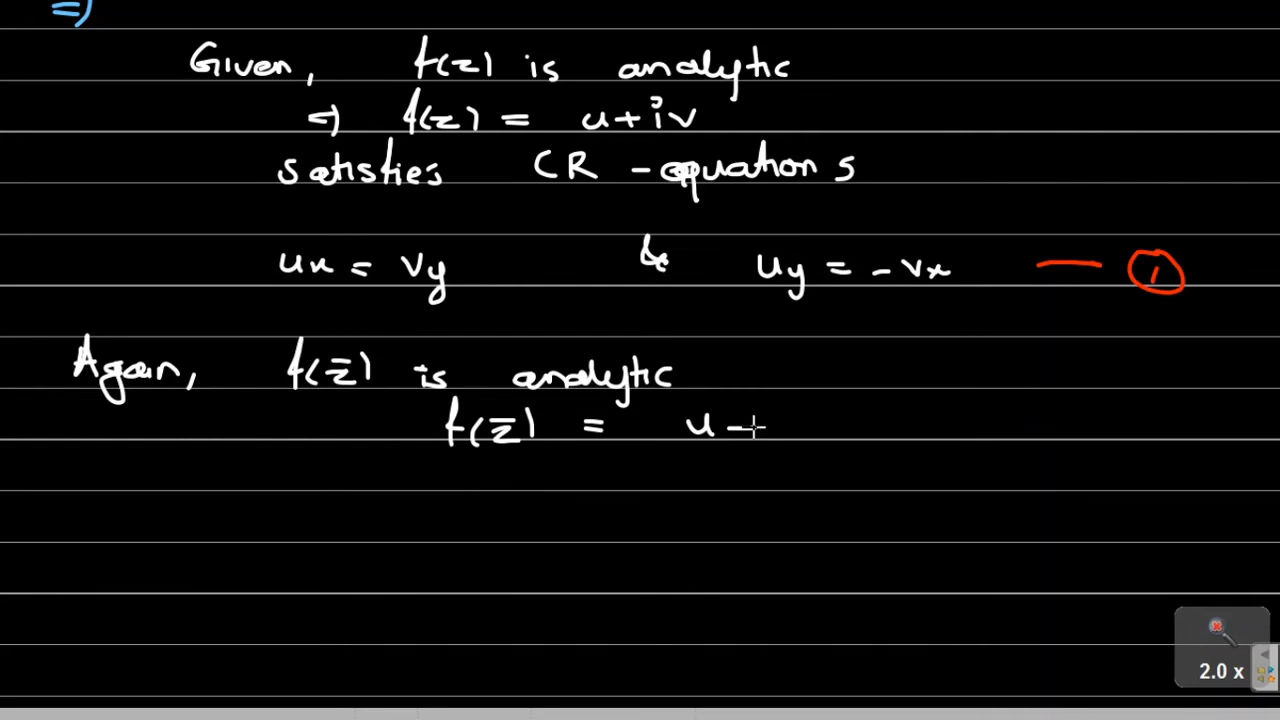 ⇒)
Given, f(z) is analytic
⇒ f(z) = u+iv
satisfies CR - equations
ux = vy & uy = -vx — ①
Again, f(z̅) is analytic
f(z̅) = u -
2.0 x